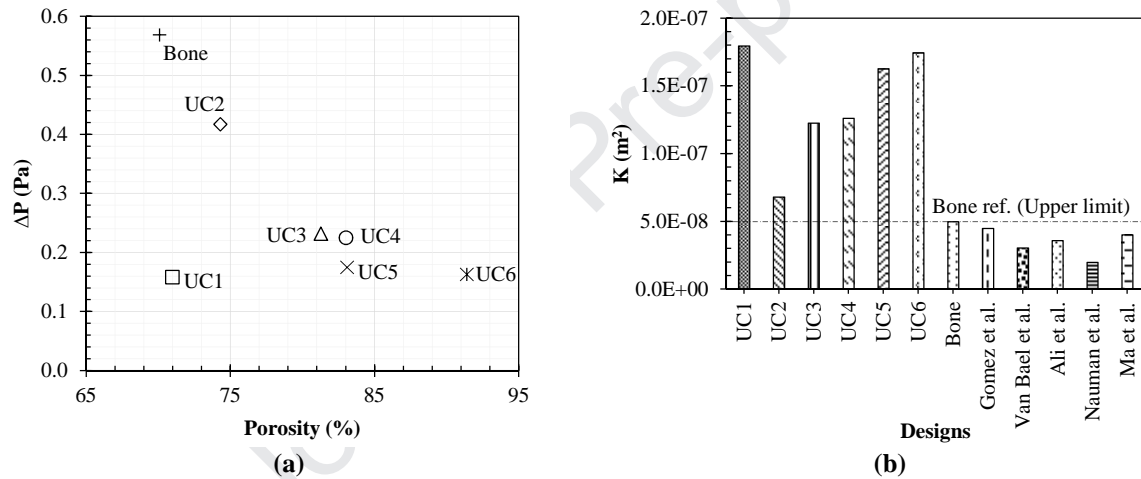 0.6
0.5
0.4
0.3
0.2
0.1
0.0
ΔP (Pa)
Bone
UC2
UC3
UC4
UC1
UC5
UC6
65
75
85
95
Porosity (%)
(a)
2.0E-07
1.5E-07
1.0E-07
5.0E-08
0.0E+00
K (m²)
Bone ref. (Upper limit)
UC1
UC2
UC3
UC4
UC5
UC6
Bone
Gomez et al.
Van Bael et al.
Ali et al.
Nauman et al.
Ma et al.
Designs
(b)
Pre-p